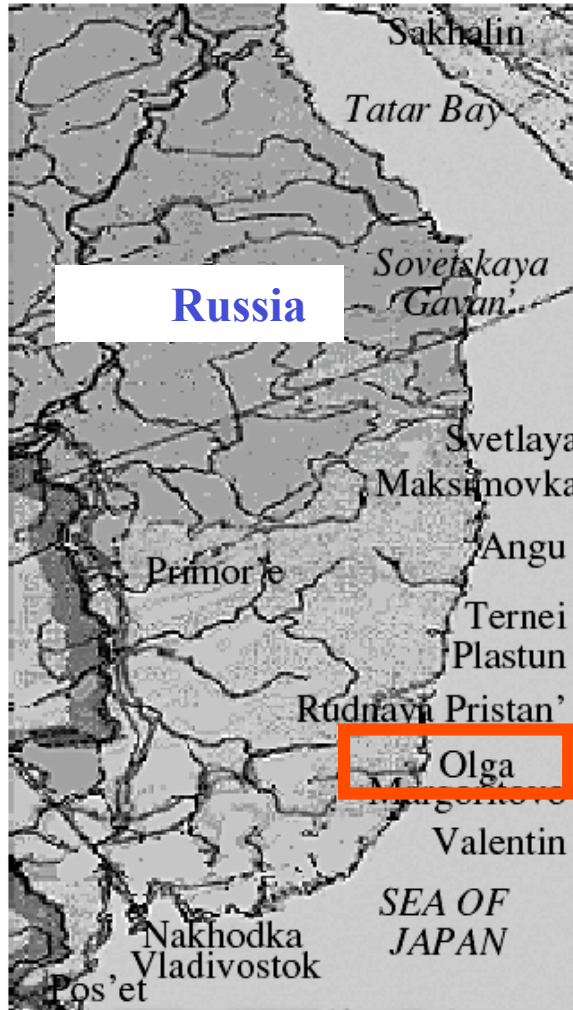 Sakhalin
Tatar Bay
Sovetskaya
Gavan'
Russia
Svetlaya
Maksimovka
Angu
Primor'e
Ternei
Plastun
Rudnaya Pristan'
Olga
Margoritovo
Valentin
SEA OF
JAPAN
Nakhodka
Vladivostok
Pos'et